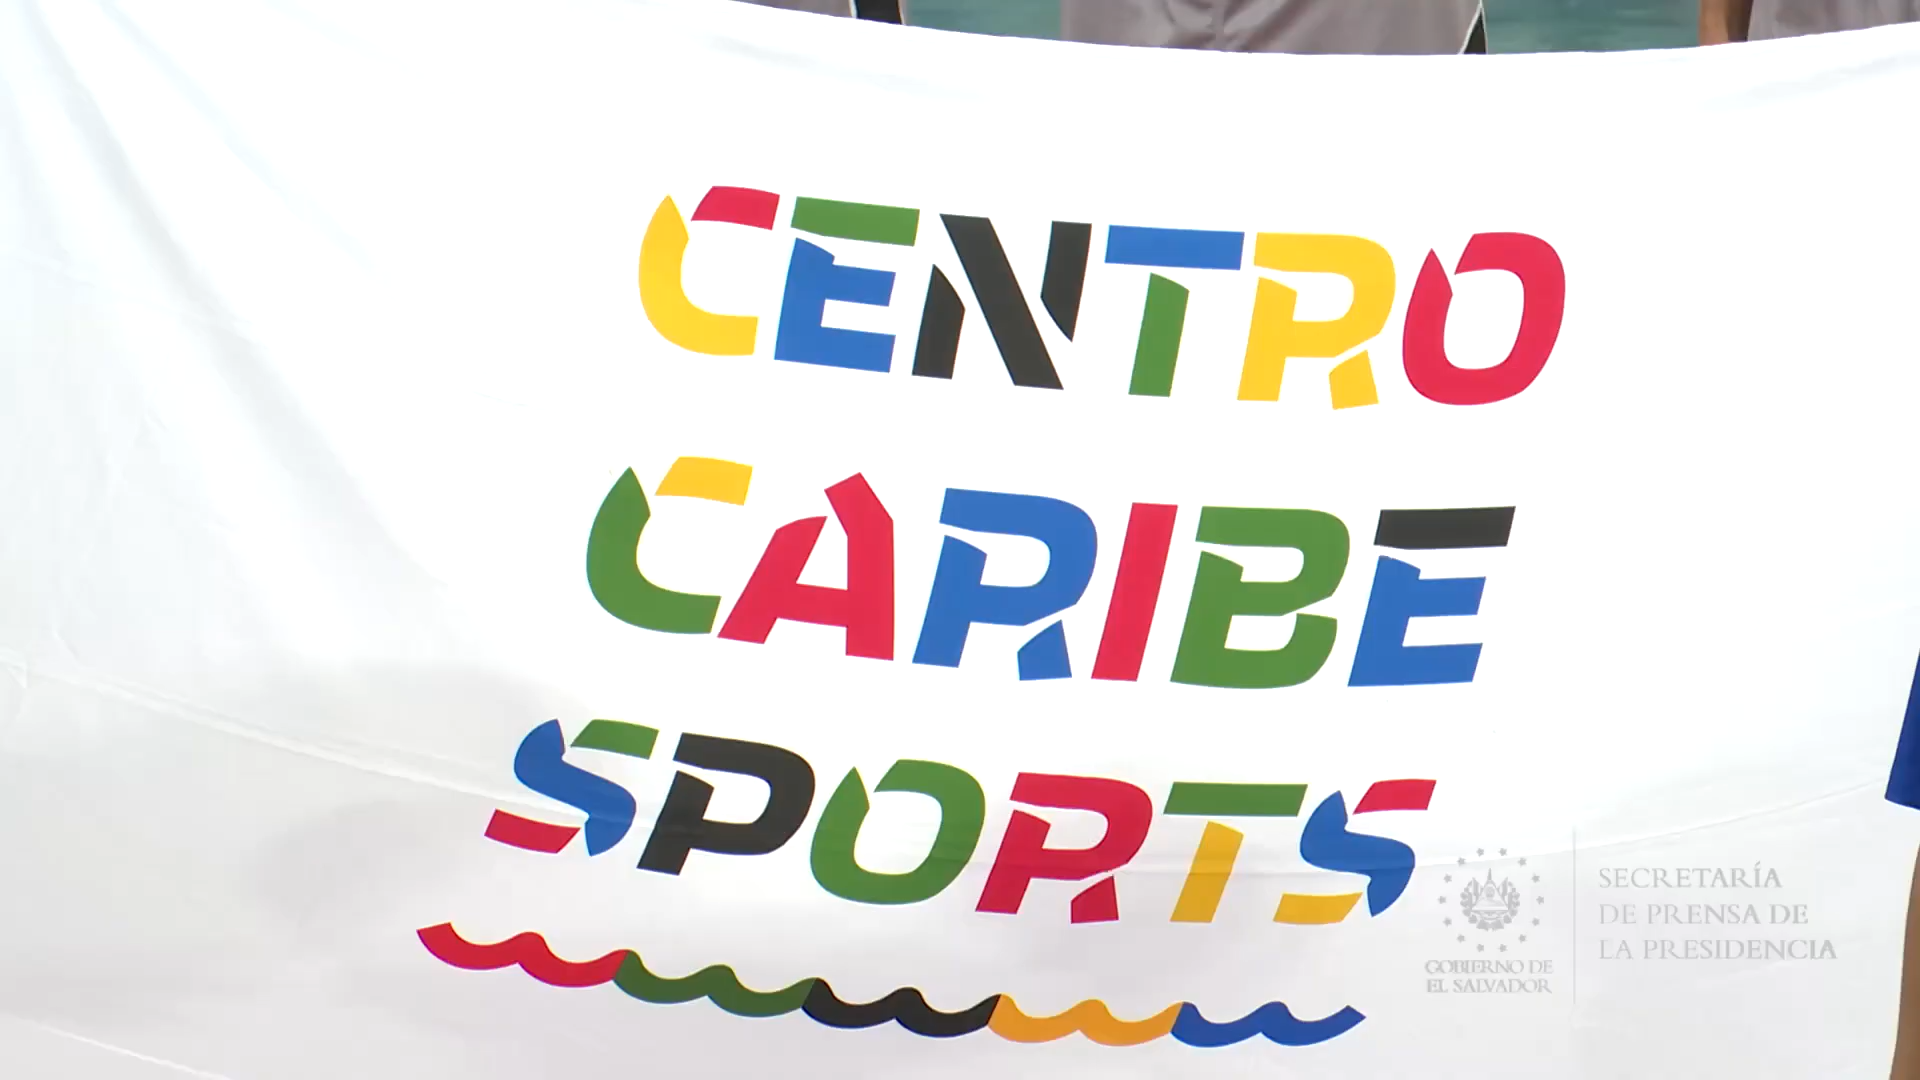 CENTRO
CARIBE
SPORTS
GOBIERNO DE
EL SALVADOR
SECRETARÍA
DE PRENSA DE
LA PRESIDENCIA